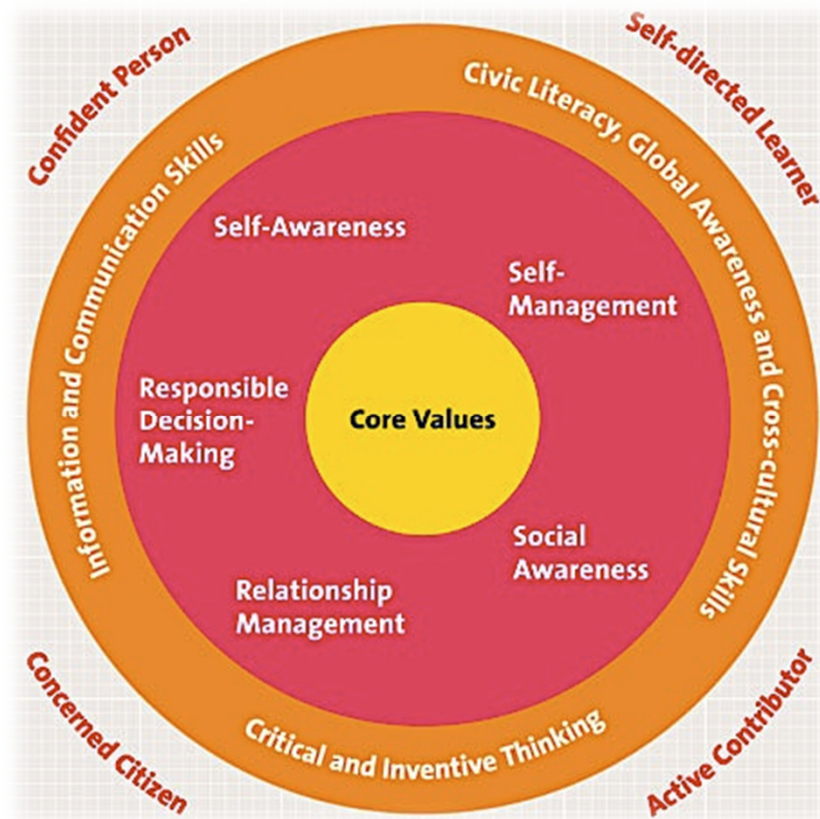 Confident Person
Self-directed Learner
Civic Literacy, Global Awareness and Cross-cultural Skills
Information and Communication Skills
Self-Awareness
Self-
Management
Responsible
Decision-
Making
Core Values
Social
Awareness
Relationship
Management
Critical and Inventive Thinking
Concerned Citizen
Active Contributor